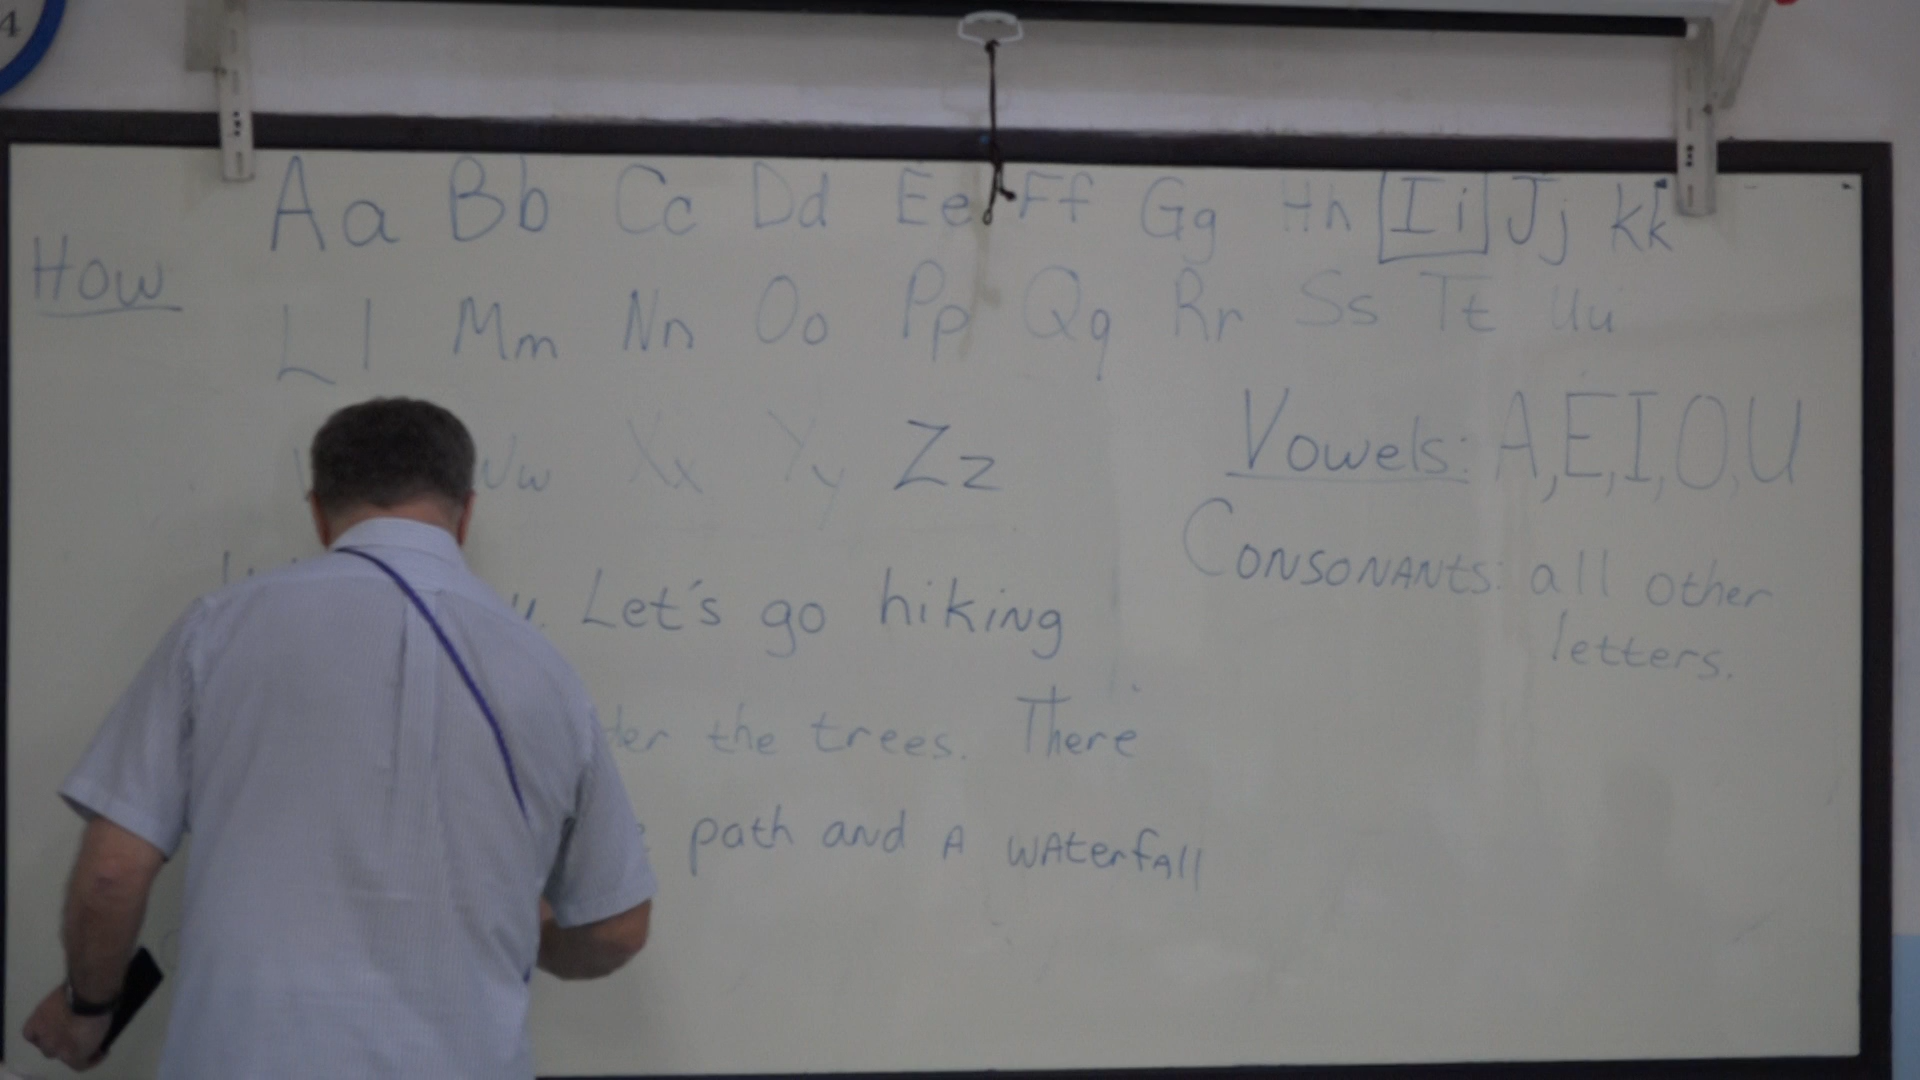 4
Aa Bb Cc Dd Ee Ff Gg Hh Ii Jj kk
How
Ll Mm Nn Oo Pp Qq Rr Ss Tt Uu
Xx Yy Zz
Vowels: A, E, I, O, U
Consonants: all other
letters.
Let's go hiking
the trees. There
path and A waterfall